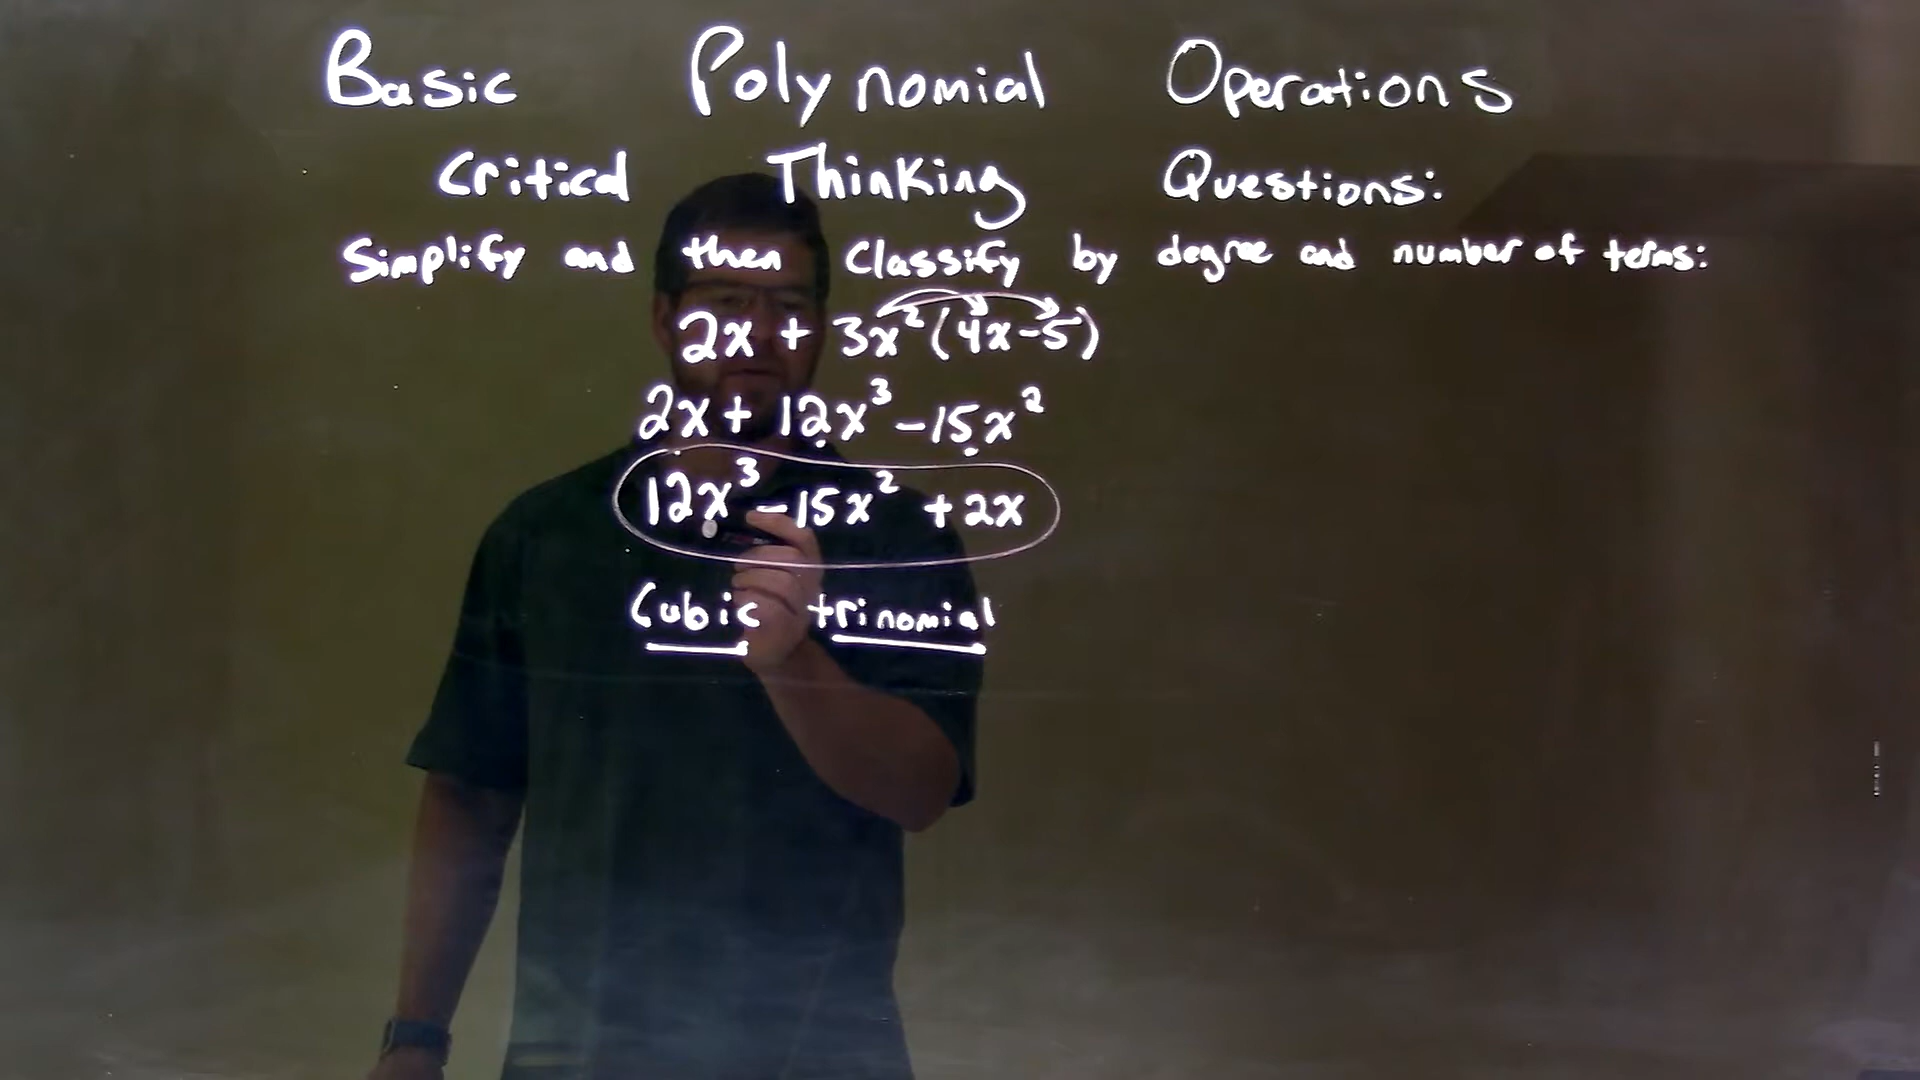 Basic Polynomial Operations
Critical Thinking Questions:
Simplify and then Classify by degree and number of terms:
2x + 3x²(4x-5)
2x + 12x³ -15x²
12x³ -15x² +2x
Cubic trinomial